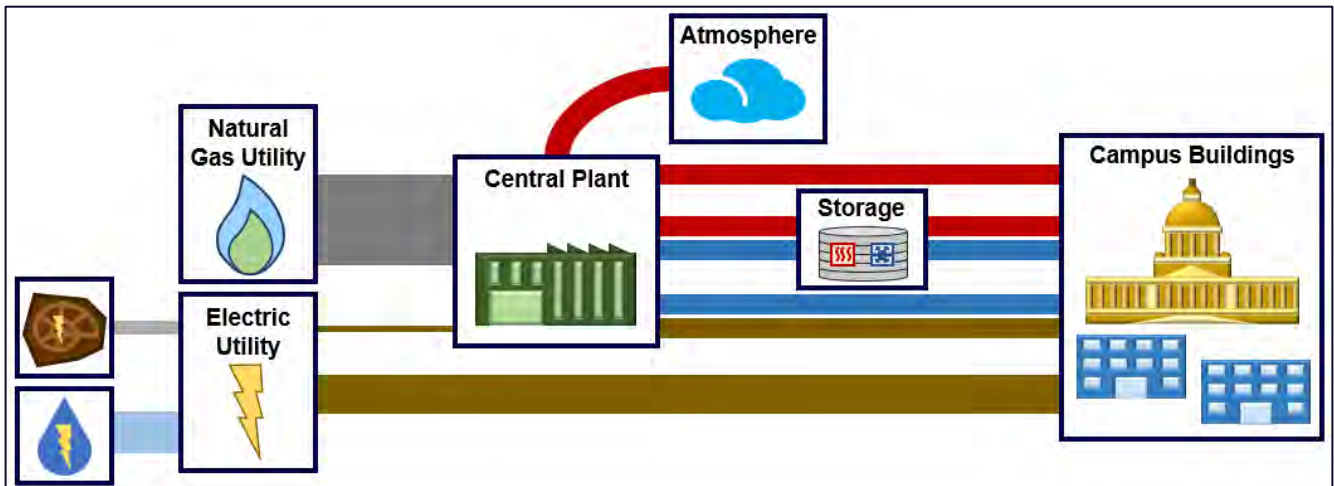 Atmosphere
Natural
Gas Utility
Central Plant
Campus Buildings
Storage
Electric
Utility